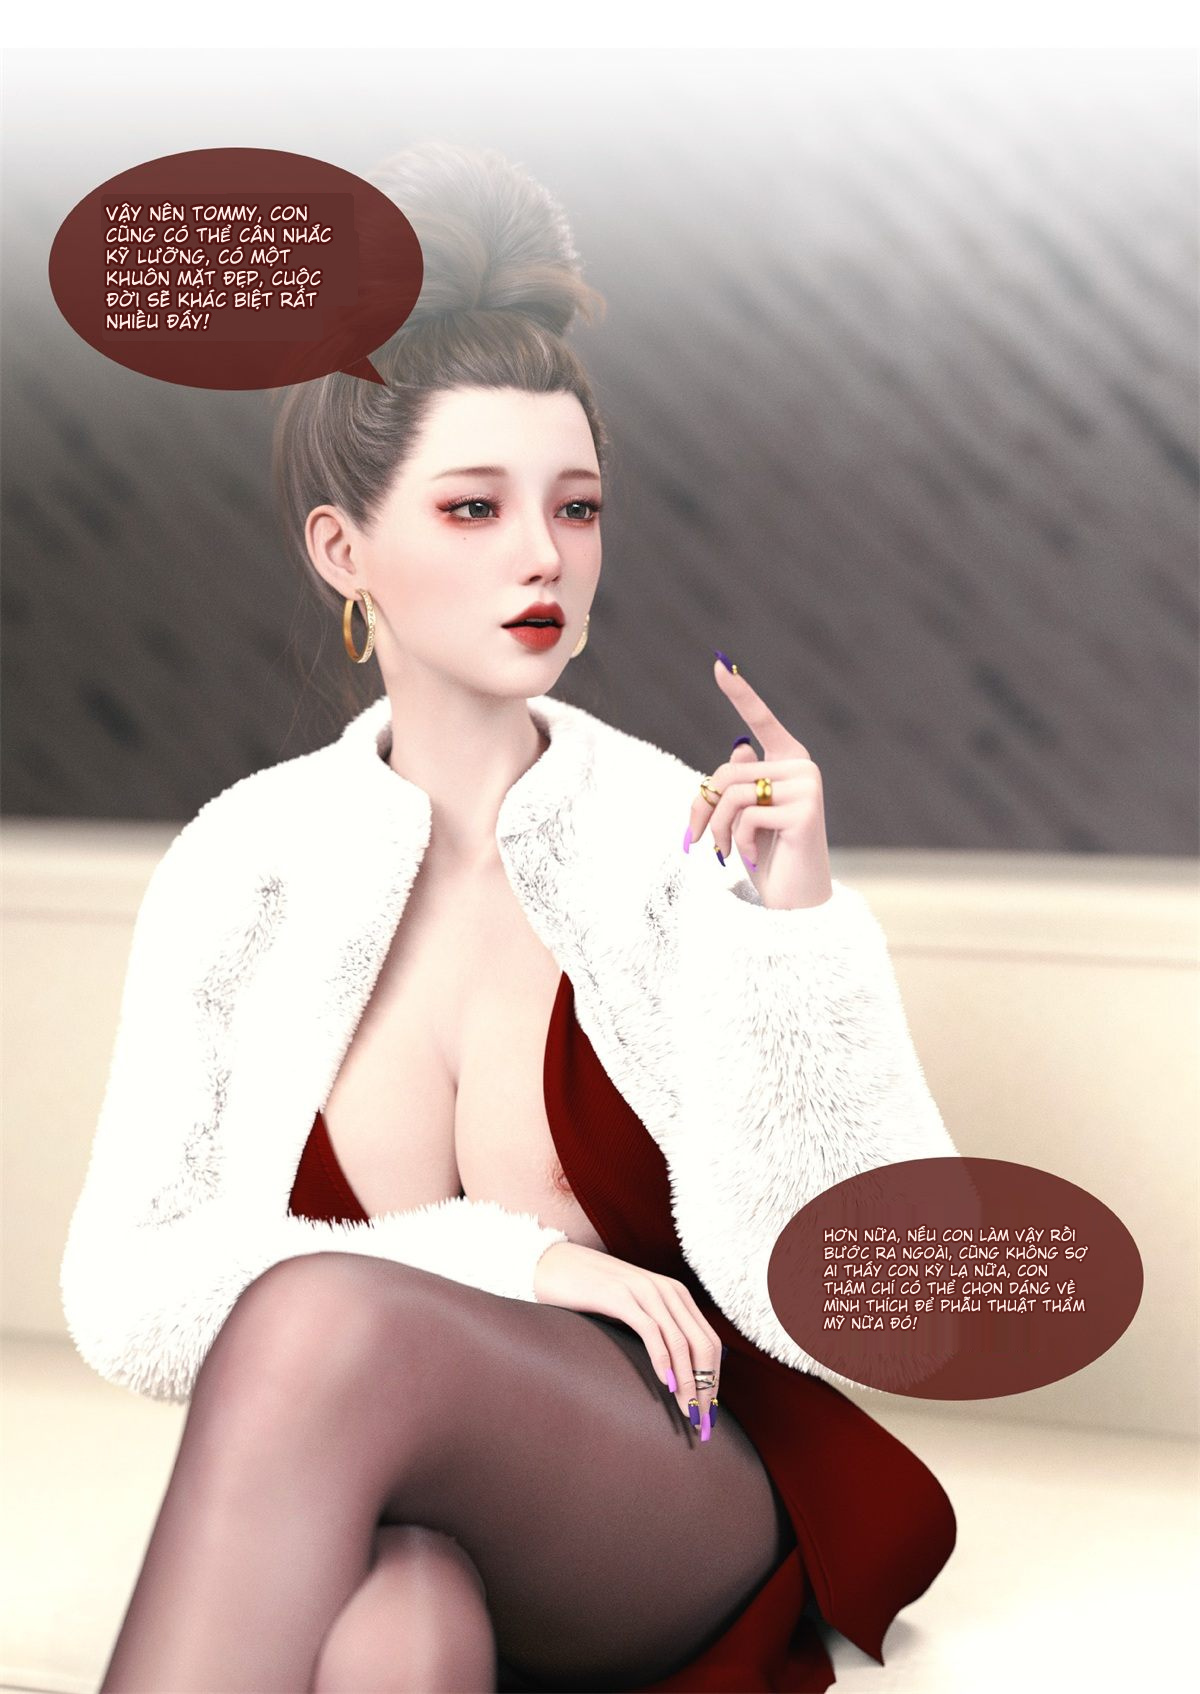 VẬY NÊN TOMMY, CON
CŨNG CÓ THỂ CÂN NHẮC
KỸ LƯỠNG, CÓ MỘT
KHUÔN MẶT ĐẸP, CUỘC
ĐỜI SẼ KHÁC BIỆT RẤT
NHIỀU ĐẤY!
HƠN NỮA, NẾU CON LÀM VẬY RỒI
BƯỚC RA NGOÀI, CŨNG KHÔNG SỢ
AI THẤY CON KỲ LẠ NỮA, CON
THẬM CHÍ CÓ THỂ CHỌN DÁNG VẺ
MÌNH THÍCH ĐỂ PHẪU THUẬT THẨM
MỸ NỮA ĐÓ!